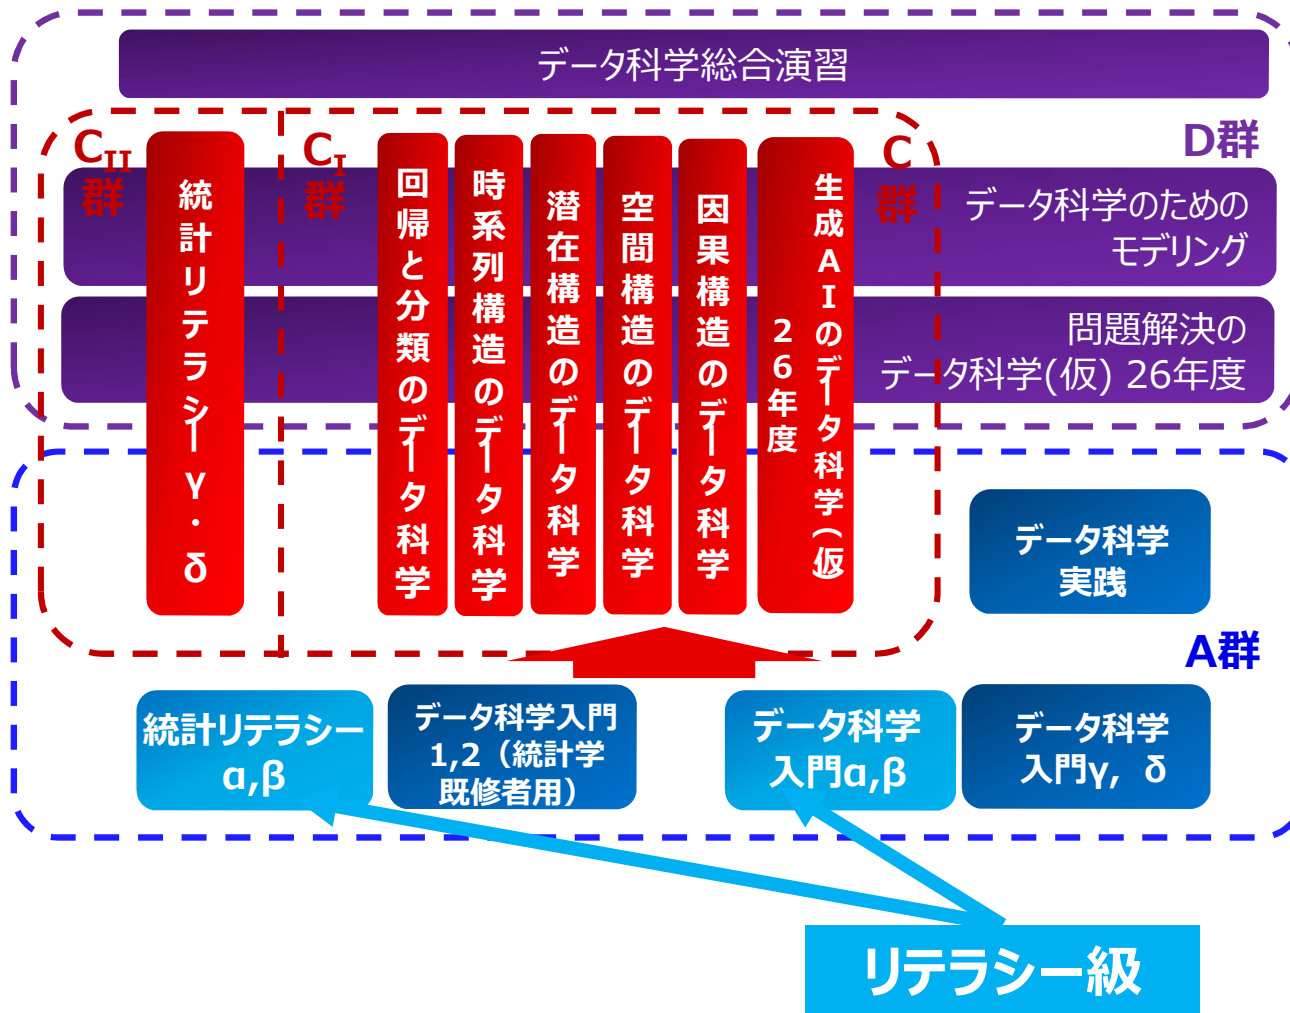 データ科学総合演習
D群
CII
群
統計リテラシーγ・δ
CI
群
回帰と分類のデータ科学
時系列構造のデータ科学
潜在構造のデータ科学
空間構造のデータ科学
因果構造のデータ科学
生成AIのデータ科学(仮)
26年度
C
群
データ科学のための
モデリング
問題解決の
データ科学(仮) 26年度
データ科学
実践
A群
統計リテラシー
α,β
データ科学入門
1,2（統計学
既修者用）
データ科学
入門α,β
データ科学
入門γ, δ
リテラシー級